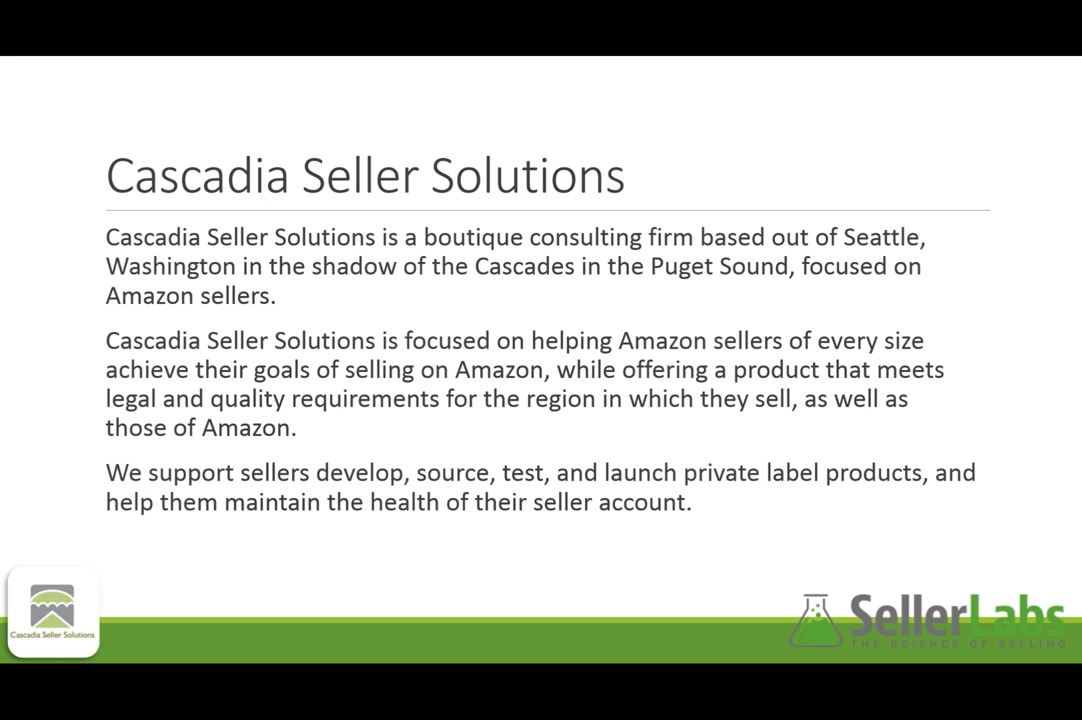 Cascadia Seller Solutions
Cascadia Seller Solutions is a boutique consulting firm based out of Seattle,
Washington in the shadow of the Cascades in the Puget Sound, focused on
Amazon sellers.
Cascadia Seller Solutions is focused on helping Amazon sellers of every size
achieve their goals of selling on Amazon, while offering a product that meets
legal and quality requirements for the region in which they sell, as well as
those of Amazon.
We support sellers develop, source, test, and launch private label products, and
help them maintain the health of their seller account.
Cascadia Seller Solutions
SellerLabs
THE SCIENCE OF SELLING